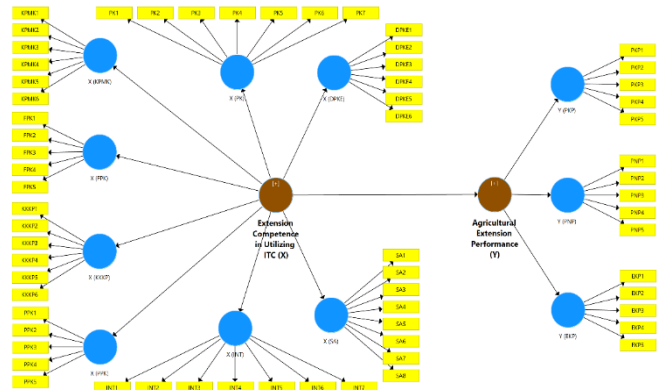 KPMK1
KPMK2
KPMK3
KPMK4
KPMK5
KPMK6
X (KPMK)
PK1
PK2
PK3
PK4
PK5
PK6
PK7
X (PK)
DPKE1
DPKE2
DPKE3
DPKE4
DPKE5
DPKE6
X (DPKE)
FPK1
FPK2
FPK3
FPK4
FPK5
X (FPK)
KKKP1
KKKP2
KKKP3
KKKP4
KKKP5
KKKP6
X (KKKP)
PPK1
PPK2
PPK3
PPK4
PPK5
X (PPK)
[+]
Extension
Competence
in Utilizing
ITC (X)
INT1
INT2
INT3
INT4
INT5
INT6
INT7
X (INT)
SA1
SA2
SA3
SA4
SA5
SA6
SA7
SA8
X (SA)
[+]
Agricultural
Extension
Performance
(Y)
PKP1
PKP2
PKP3
PKP4
PKP5
Y (PKP)
PNP1
PNP2
PNP3
PNP4
PNP5
Y (PNP)
EKP1
EKP2
EKP3
EKP4
EKP5
Y (EKP)